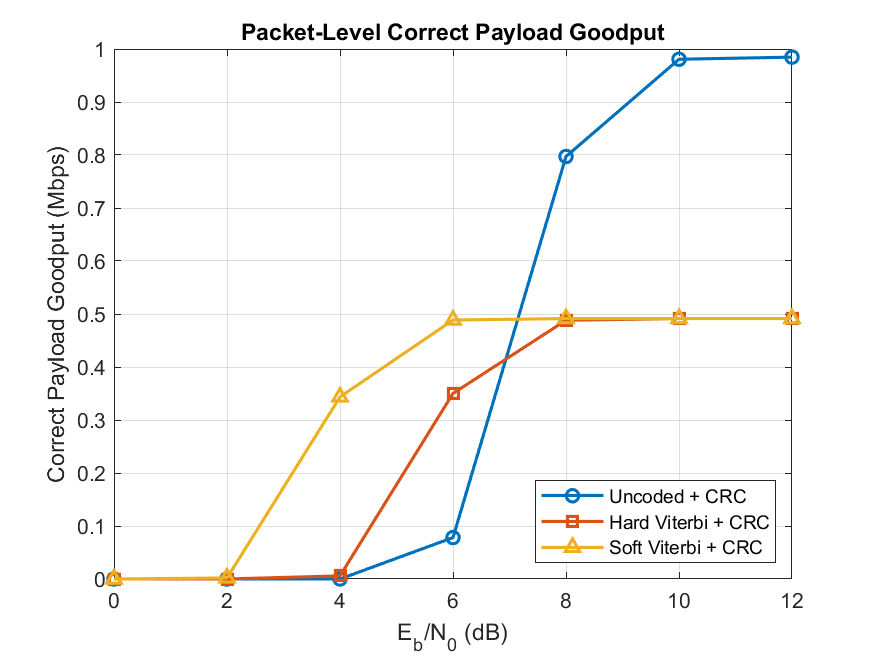 Packet-Level Correct Payload Goodput
Correct Payload Goodput (Mbps)
1
0.9
0.8
0.7
0.6
0.5
0.4
0.3
0.2
0.1
0
0 2 4 6 8 10 12
E_b/N_0 (dB)
Uncoded + CRC
Hard Viterbi + CRC
Soft Viterbi + CRC